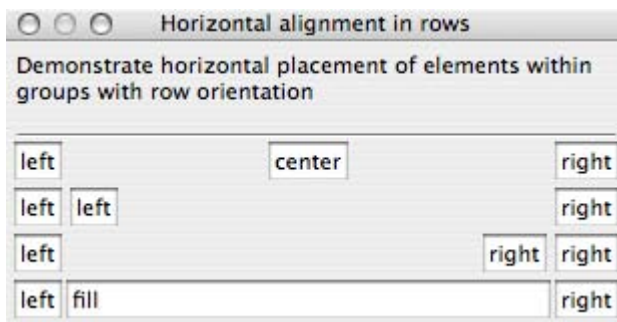 Horizontal alignment in rows
Demonstrate horizontal placement of elements within
groups with row orientation
left center right
left left right
left right right
left fill right